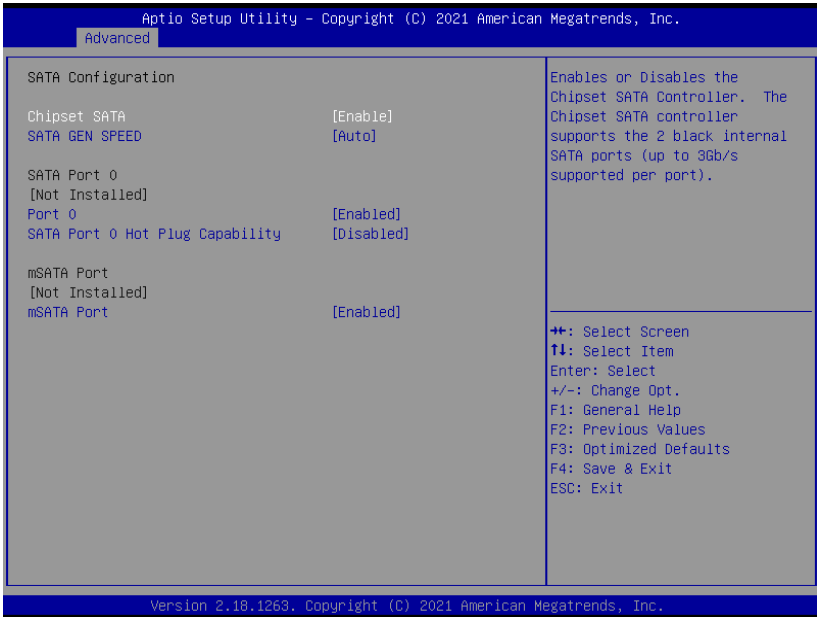 Aptio Setup Utility – Copyright (C) 2021 American Megatrends, Inc.
Advanced
SATA Configuration
Chipset SATA [Enable]
SATA GEN SPEED [Auto]
SATA Port 0
[Not Installed]
Port 0 [Enabled]
SATA Port 0 Hot Plug Capability [Disabled]
mSATA Port
[Not Installed]
mSATA Port [Enabled]
Enables or Disables the
Chipset SATA Controller. The
Chipset SATA controller
supports the 2 black internal
SATA ports (up to 3Gb/s
supported per port).
→←: Select Screen
↑↓: Select Item
Enter: Select
+/-: Change Opt.
F1: General Help
F2: Previous Values
F3: Optimized Defaults
F4: Save & Exit
ESC: Exit
Version 2.18.1263. Copyright (C) 2021 American Megatrends, Inc.